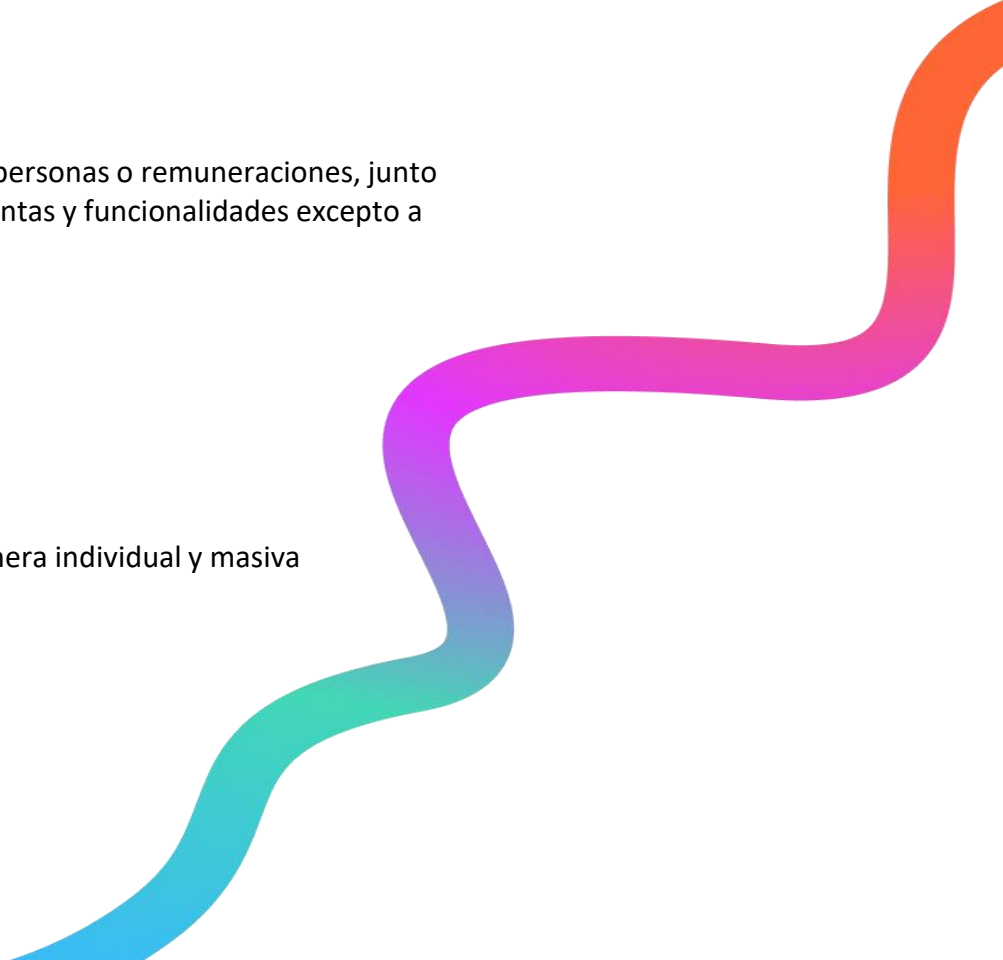 personas o remuneraciones, junto
ntas y funcionalidades excepto a
nera individual y masiva